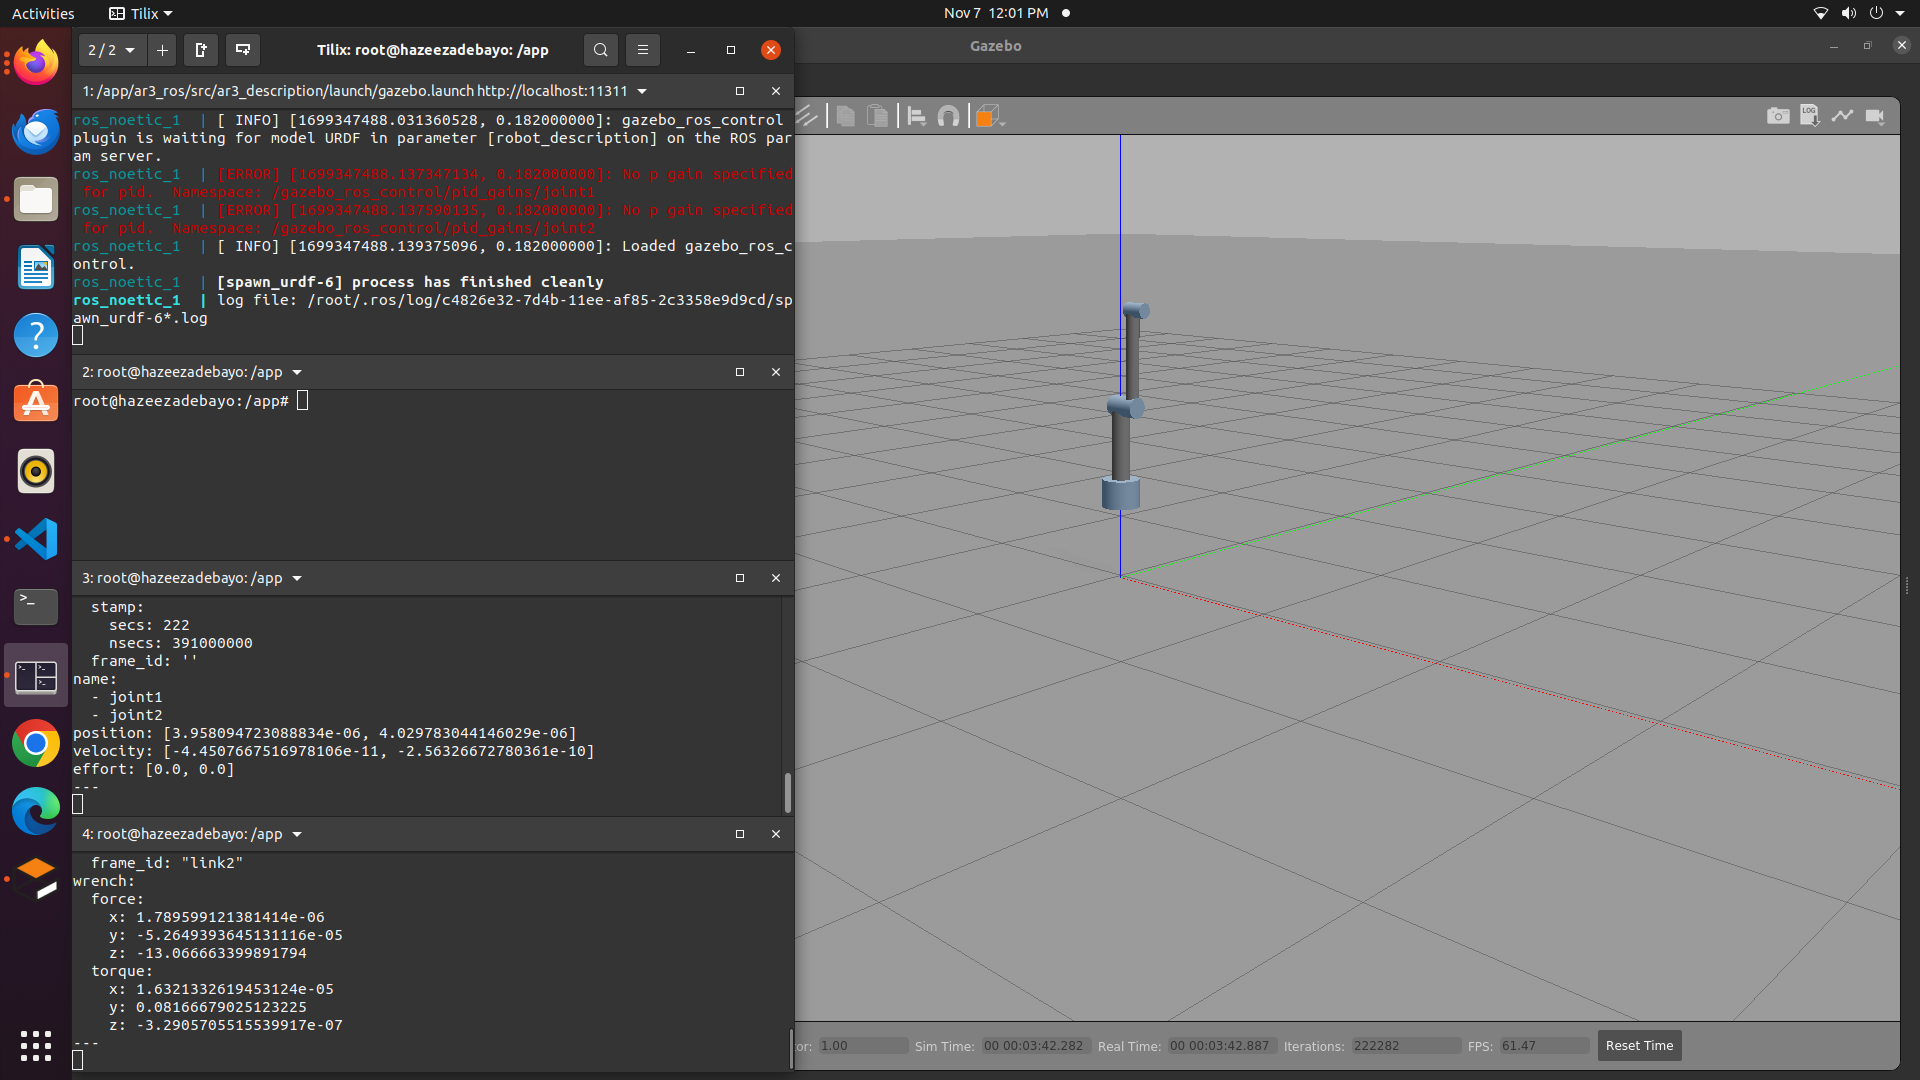 Activities
Tilix
Nov 7 12:01 PM
2 / 2
Tilix: root@hazeezadebayo: /app
Gazebo
1: /app/ar3_ros/src/ar3_description/launch/gazebo.launch http://localhost:11311
ros_noetic_1 | [ INFO] [1699347488.031360528, 0.182000000]: gazebo_ros_control
plugin is waiting for model URDF in parameter [robot_description] on the ROS par
am server.
ros_noetic_1 | [ERROR] [1699347488.137347134, 0.182000000]: No p gain specified
for pid. Namespace: /gazebo_ros_control/pid_gains/joint1
ros_noetic_1 | [ERROR] [1699347488.137590135, 0.182000000]: No p gain specified
for pid. Namespace: /gazebo_ros_control/pid_gains/joint2
ros_noetic_1 | [ INFO] [1699347488.139375096, 0.182000000]: Loaded gazebo_ros_c
ontrol.
ros_noetic_1 | [spawn_urdf-6] process has finished cleanly
ros_noetic_1 | log file: /root/.ros/log/c4826e32-7d4b-11ee-af85-2c3358e9d9cd/sp
awn_urdf-6*.log
2: root@hazeezadebayo: /app
root@hazeezadebayo:/app#
3: root@hazeezadebayo: /app
stamp:
secs: 222
nsecs: 391000000
frame_id: ''
name:
- joint1
- joint2
position: [3.958094723088834e-06, 4.029783044146029e-06]
velocity: [-4.4507667516978106e-11, -2.56326672780361e-10]
effort: [0.0, 0.0]
---
4: root@hazeezadebayo: /app
frame_id: "link2"
wrench:
force:
x: 1.789599121381414e-06
y: -5.2649393645131116e-05
z: -13.066663399891794
torque:
x: 1.6321332619453124e-05
y: 0.08166679025123225
z: -3.2905705515539917e-07
---
LOG
tor: 1.00 Sim Time: 00 00:03:42.282 Real Time: 00 00:03:42.887 Iterations: 222282 FPS: 61.47 Reset Time